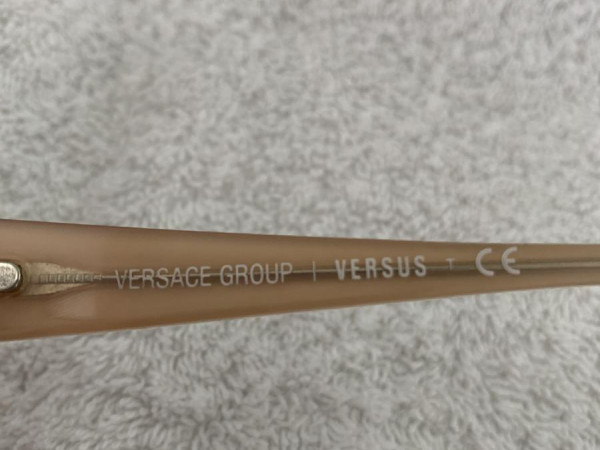 VERSACE GROUP | VERSUS T CE